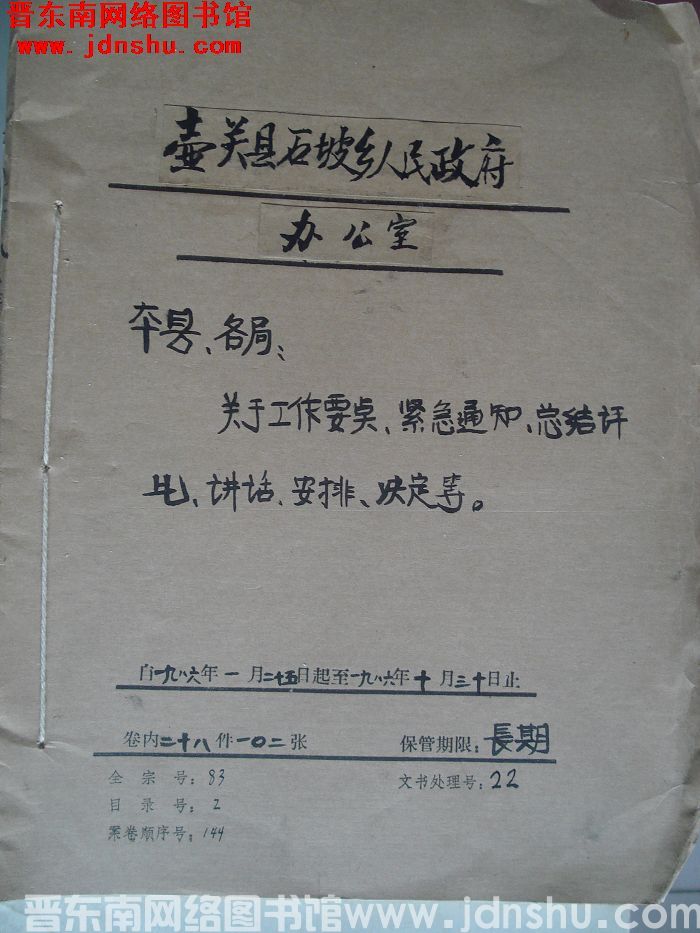 晋东南网络图书馆
www.jdnshu.com
壶关县石坡乡人民政府
办公室
本县、各局;
关于工作要点、紧急通知、总结评
比、讲话、安排、决定等。
自一九八六年一月二十五日起至一九八六年十月三十日止
卷内二十八件一〇二张 保管期限:長期
全宗号:83 文书处理号:22
目录号:2
案卷顺序号:144
晋东南网络图书馆www.jdnshu.com